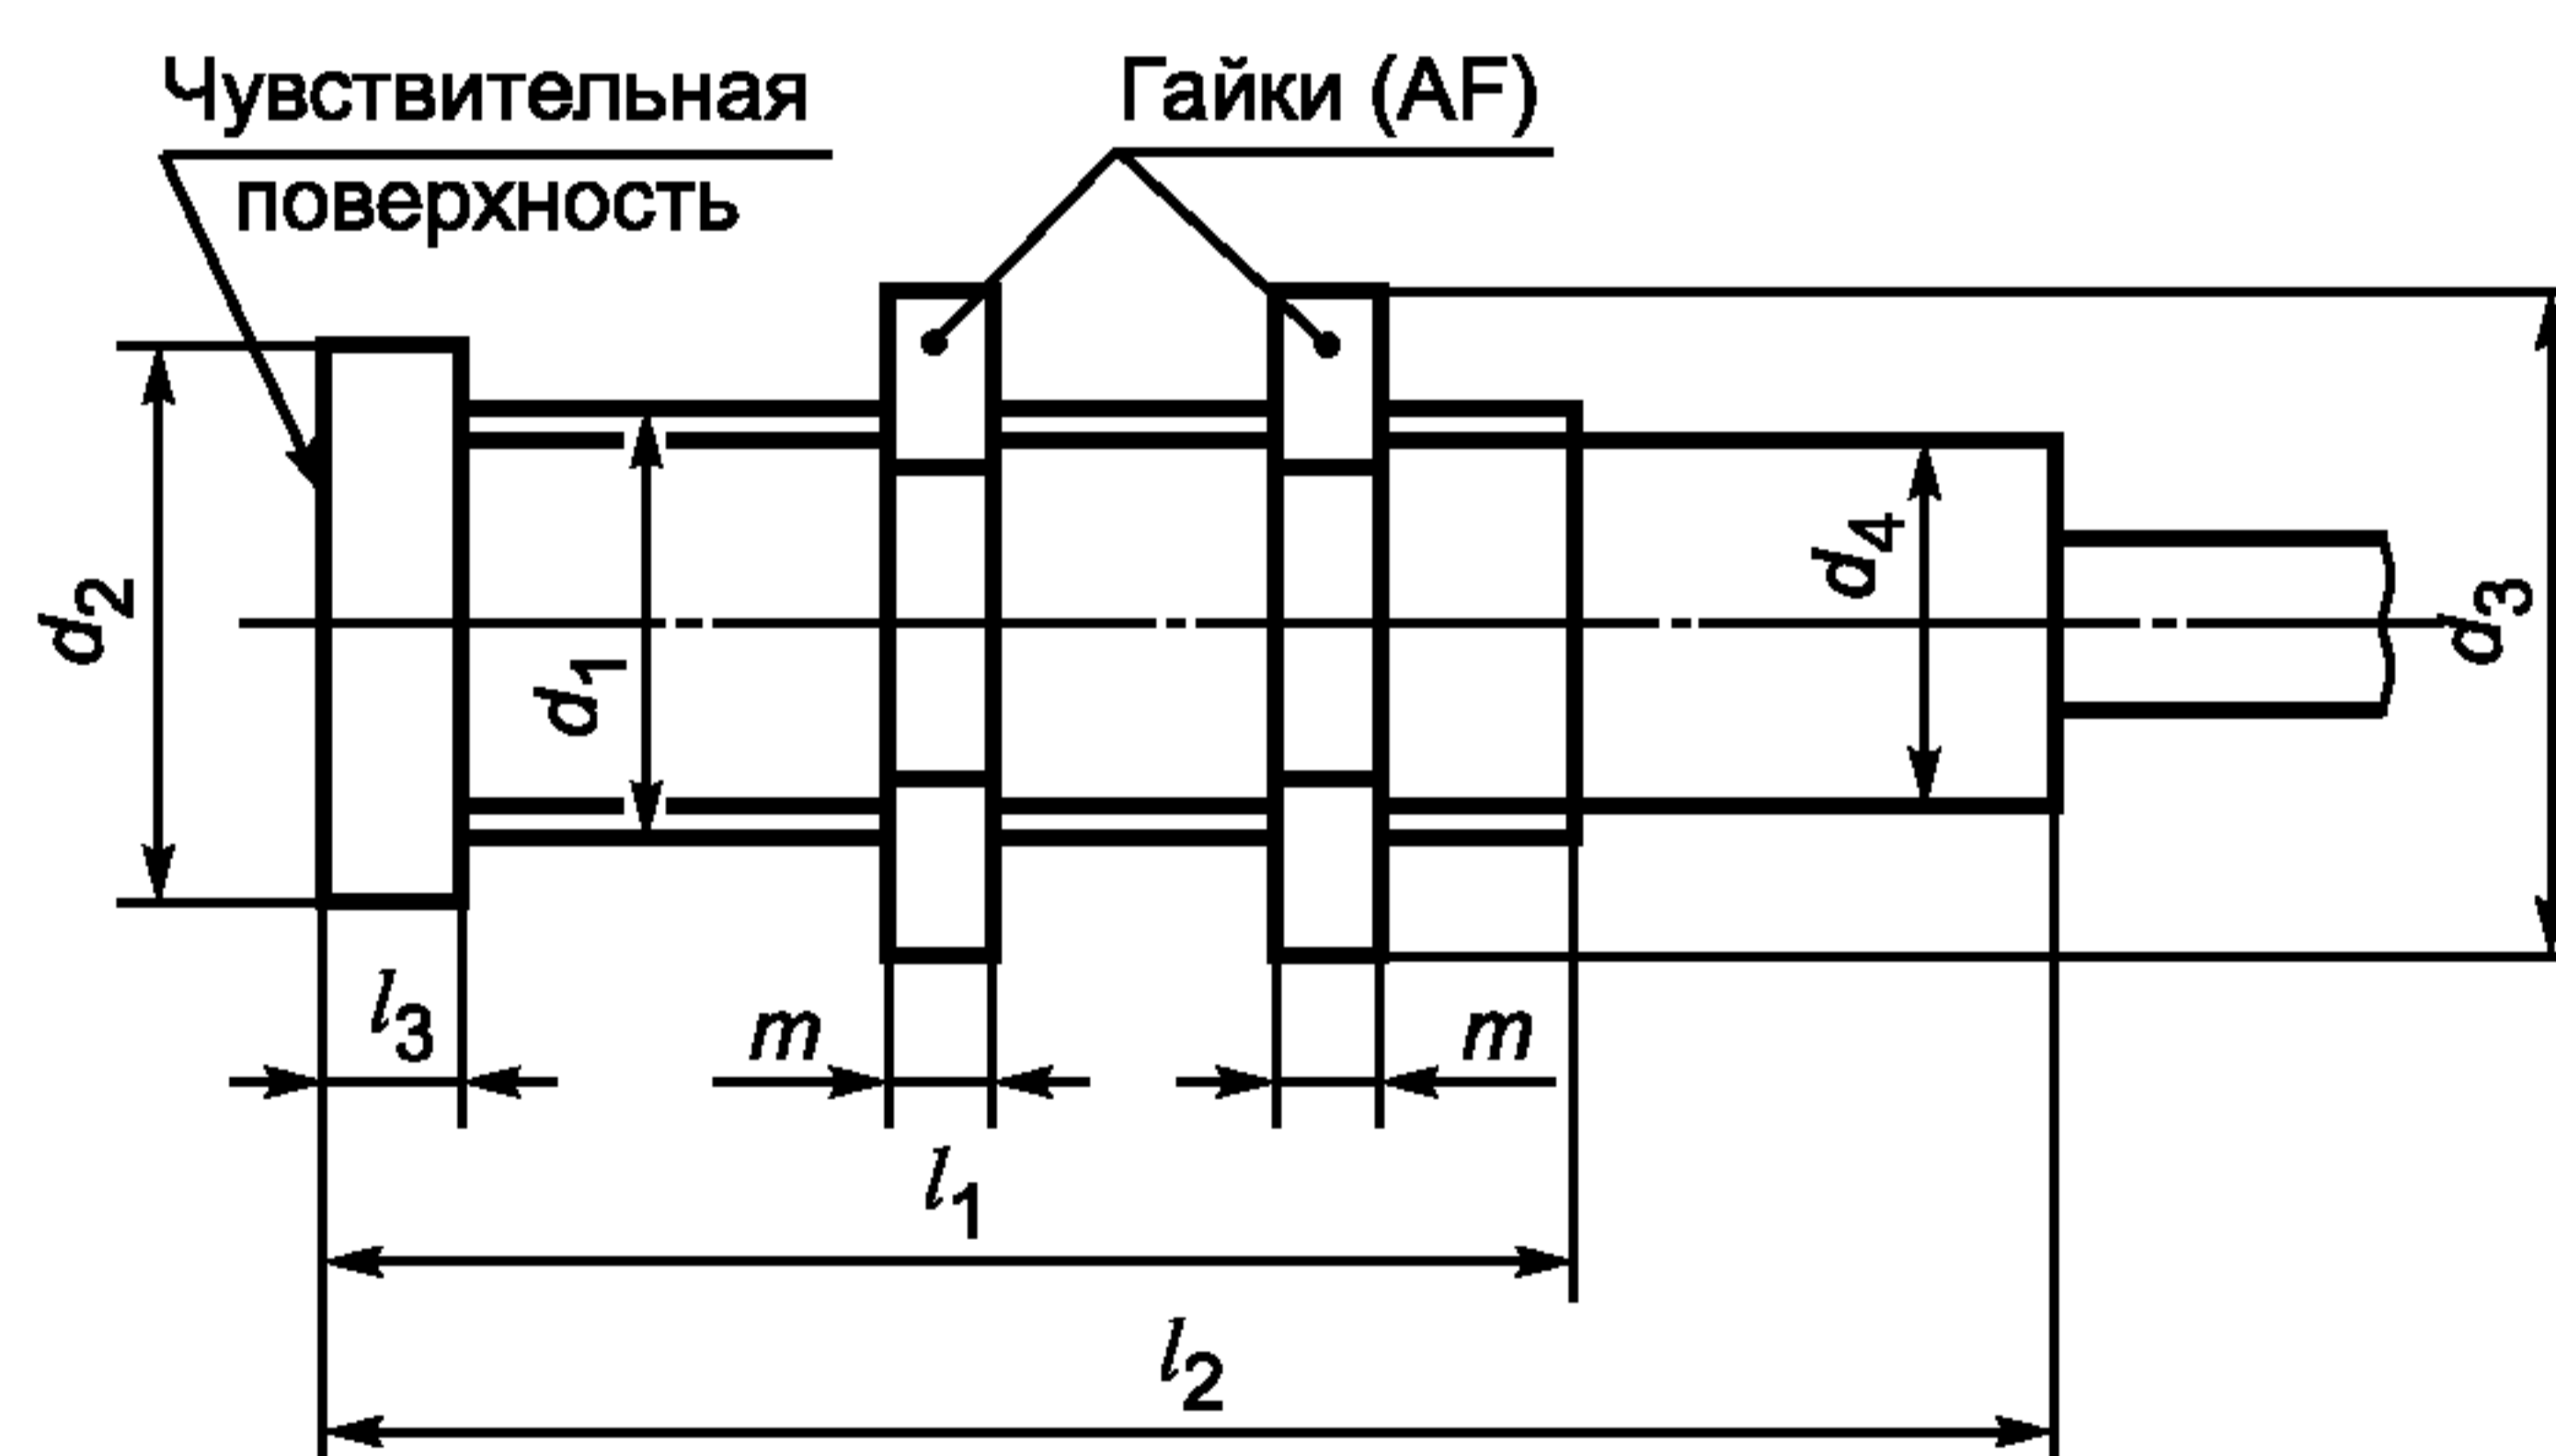 Чувствительная
поверхность
Гайки (AF)
d2
d1
d4
d3
l3
m
m
l1
l2